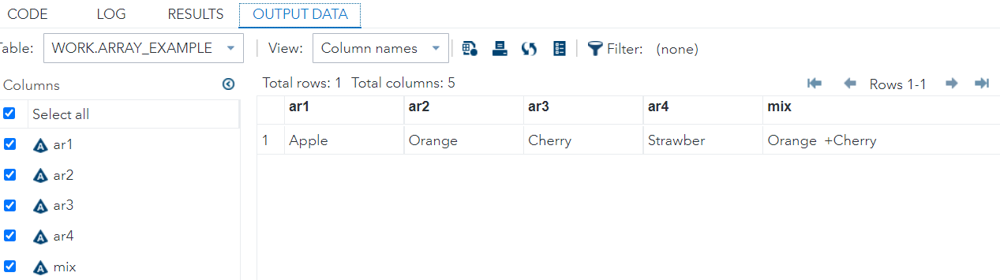 CODE LOG RESULTS OUTPUT DATA
Table: WORK.ARRAY_EXAMPLE View: Column names Filter: (none)
Columns
Total rows: 1 Total columns: 5 Rows 1-1
Select all
ar1 ar2 ar3 ar4 mix
1 Apple Orange Cherry Strawber Orange +Cherry
ar1
ar2
ar3
ar4
mix